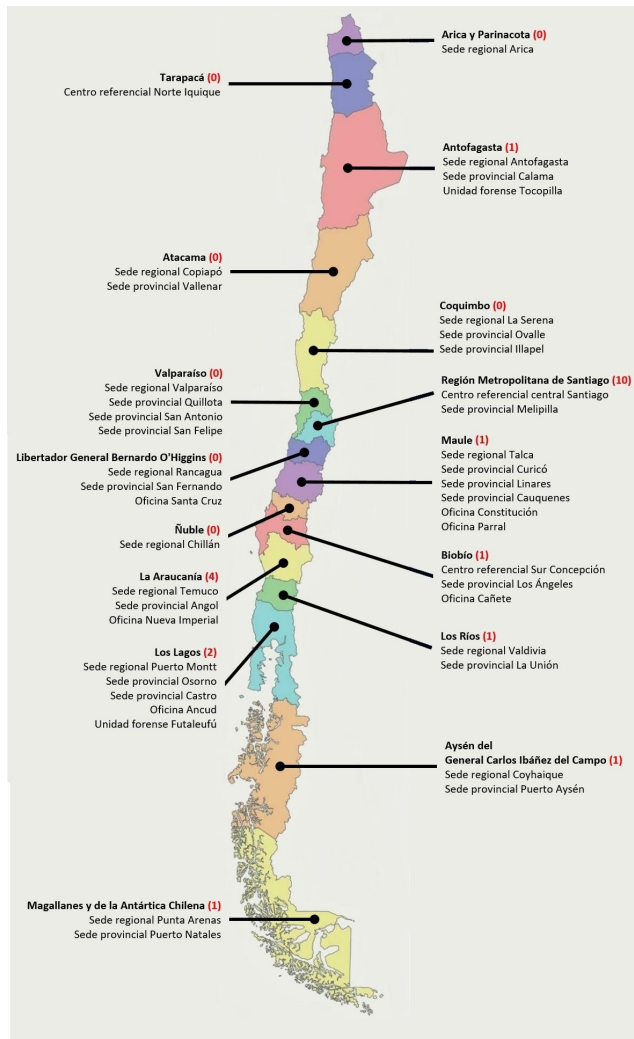 Arica y Parinacota (0)
Sede regional Arica
Tarapacá (0)
Centro referencial Norte Iquique
Antofagasta (1)
Sede regional Antofagasta
Sede provincial Calama
Unidad forense Tocopilla
Atacama (0)
Sede regional Copiapó
Sede provincial Vallenar
Coquimbo (0)
Sede regional La Serena
Sede provincial Ovalle
Sede provincial Illapel
Valparaíso (0)
Sede regional Valparaíso
Sede provincial Quillota
Sede provincial San Antonio
Sede provincial San Felipe
Región Metropolitana de Santiago (10)
Centro referencial central Santiago
Sede provincial Melipilla
Libertador General Bernardo O'Higgins (0)
Sede regional Rancagua
Sede provincial San Fernando
Oficina Santa Cruz
Maule (1)
Sede regional Talca
Sede provincial Curicó
Sede provincial Linares
Sede provincial Cauquenes
Oficina Constitución
Oficina Parral
Ñuble (0)
Sede regional Chillán
Biobío (1)
Centro referencial Sur Concepción
Sede provincial Los Ángeles
Oficina Cañete
La Araucanía (4)
Sede regional Temuco
Sede provincial Angol
Oficina Nueva Imperial
Los Ríos (1)
Sede regional Valdivia
Sede provincial La Unión
Los Lagos (2)
Sede regional Puerto Montt
Sede provincial Osorno
Sede provincial Castro
Oficina Ancud
Unidad forense Futaleufú
Aysén del
General Carlos Ibáñez del Campo (1)
Sede regional Coyhaique
Sede provincial Puerto Aysén
Magallanes y de la Antártica Chilena (1)
Sede regional Punta Arenas
Sede provincial Puerto Natales